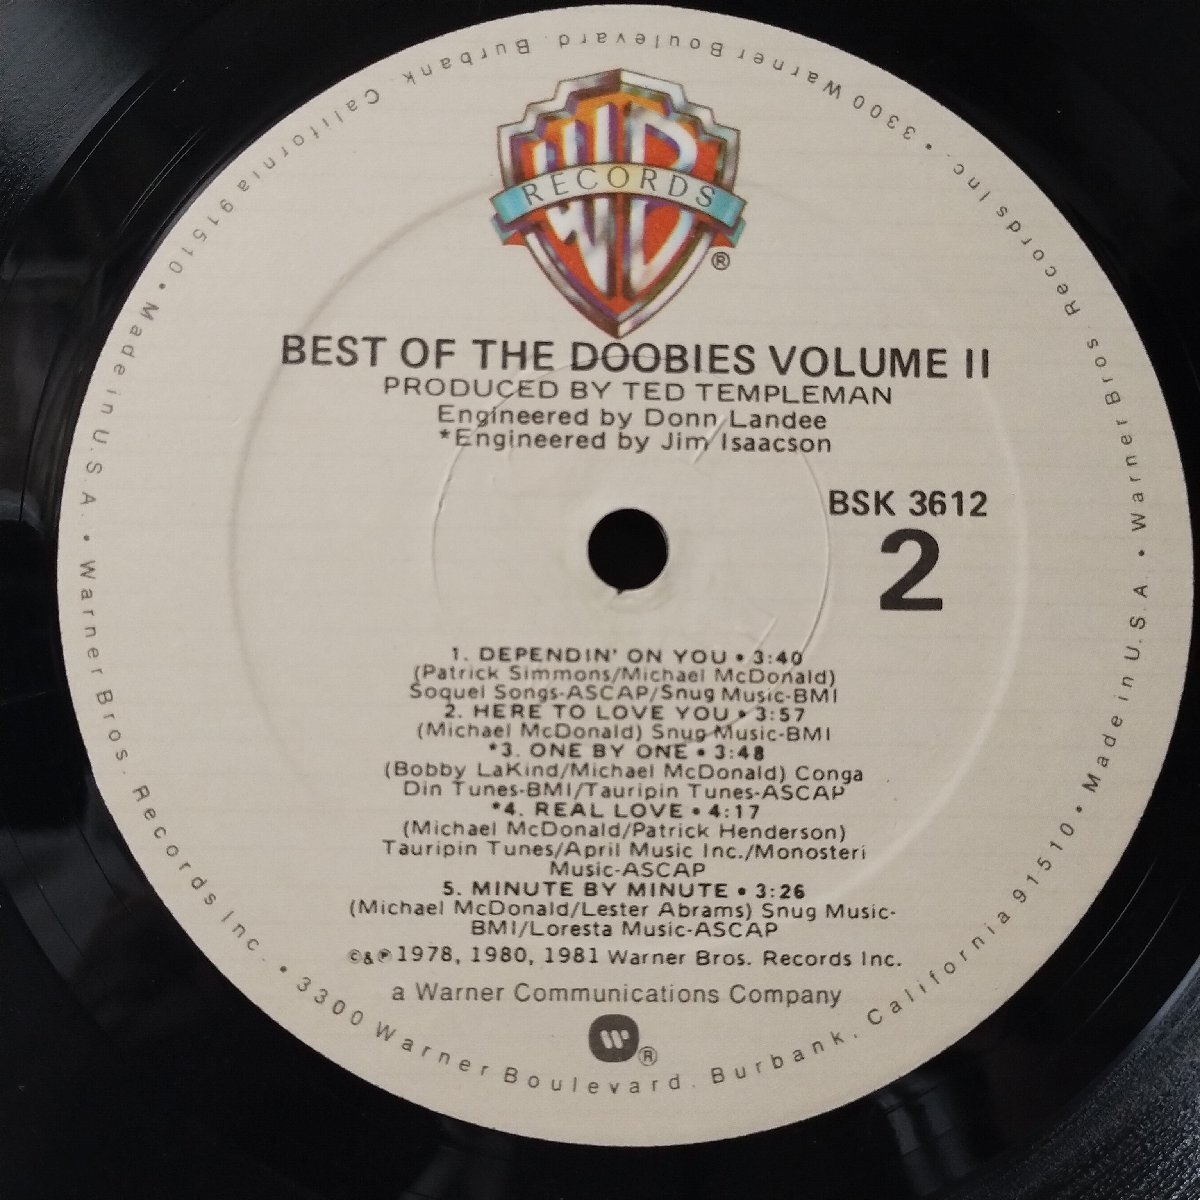 WB
RECORDS
®
BEST OF THE DOOBIES VOLUME II
PRODUCED BY TED TEMPLEMAN
Engineered by Donn Landee
*Engineered by Jim Isaacson
BSK 3612
2
1. DEPENDIN' ON YOU • 3:40
(Patrick Simmons/Michael McDonald)
Soquel Songs-ASCAP/Snug Music-BMI
2. HERE TO LOVE YOU • 3:57
(Michael McDonald) Snug Music-BMI
*3. ONE BY ONE • 3:48
(Bobby LaKind/Michael McDonald) Conga
Din Tunes-BMI/Tauripin Tunes-ASCAP
*4. REAL LOVE • 4:17
(Michael McDonald/Patrick Henderson)
Tauripin Tunes/April Music Inc./Monosteri
Music-ASCAP
5. MINUTE BY MINUTE • 3:26
(Michael McDonald/Lester Abrams) Snug Music-
BMI/Loresta Music-ASCAP
©&℗ 1978, 1980, 1981 Warner Bros. Records Inc.
a Warner Communications Company
W ®
Warner Bros. Records Inc. • 3300 Warner Boulevard. Burbank. California 91510 • Made in U.S.A. • Warner Bros. Records Inc. • 3300 Warner Boulevard. Burbank. California 91510 • Made in U.S.A. •